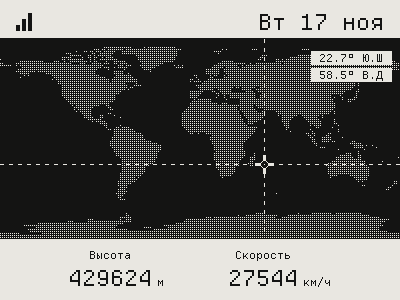 Вт 17 ноя
22.7° Ю.Ш
58.5° В.Д
Высота
429624 м
Скорость
27544 км/ч